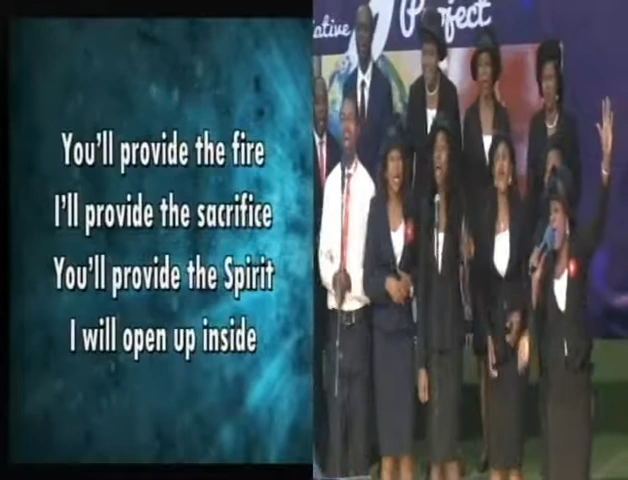 You'll provide the fire
I'll provide the sacrifice
You'll provide the Spirit
I will open up inside
iative Project